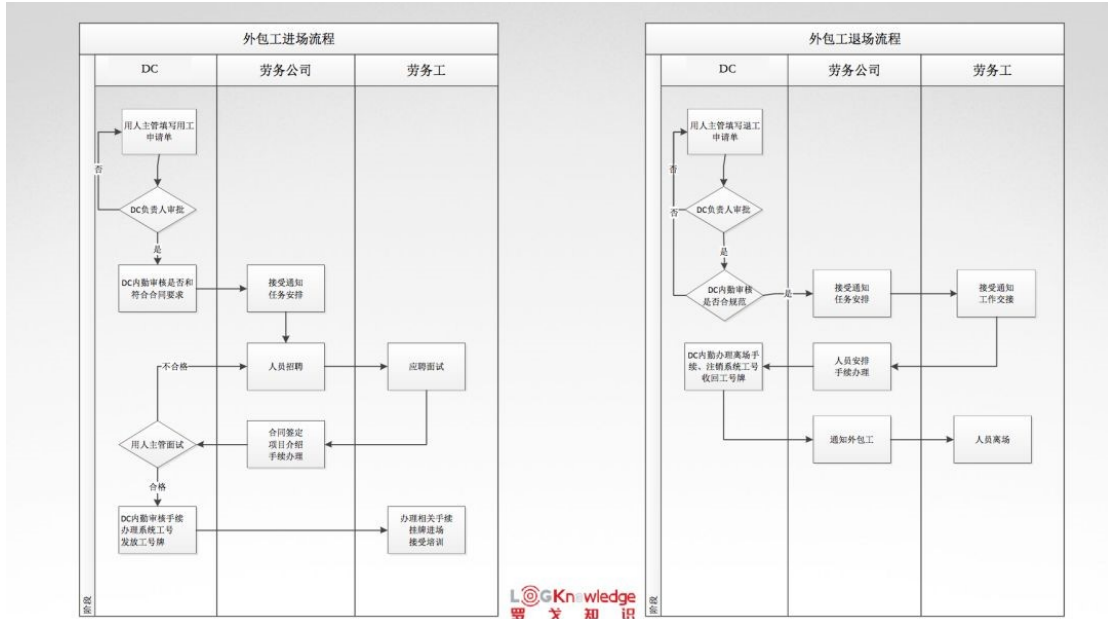 外包工进场流程
DC
劳务公司
劳务工
用人主管填写用工
申请单
否
DC负责人审批
是
DC内勤审核是否和
符合合同要求
接受通知
任务安排
不合格
人员招聘
应聘面试
用人主管面试
合同签定
项目介绍
手续办理
合格
DC内勤审核手续
办理系统工号
发放工号牌
办理相关手续
挂牌进场
接受培训
阶段
外包工退场流程
DC
劳务公司
劳务工
用人主管填写退工
申请单
否
DC负责人审批
否
是
DC内勤审核
是否合规范
是
接受通知
任务安排
接受通知
工作交接
DC内勤办理离场手
续、注销系统工号
收回工号牌
人员安排
手续办理
通知外包工
人员离场
阶段
LOGKnowledge
罗戈知识